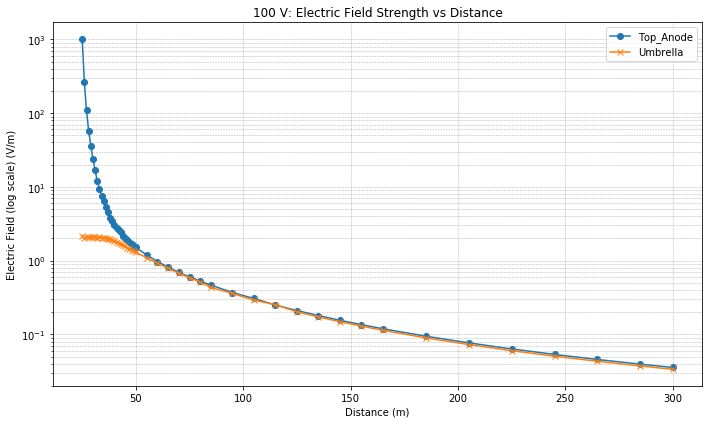 100 V: Electric Field Strength vs Distance
Top_Anode
Umbrella
Electric Field (log scale) (V/m)
10³
10²
10¹
10⁰
10⁻¹
50
100
150
200
250
300
Distance (m)